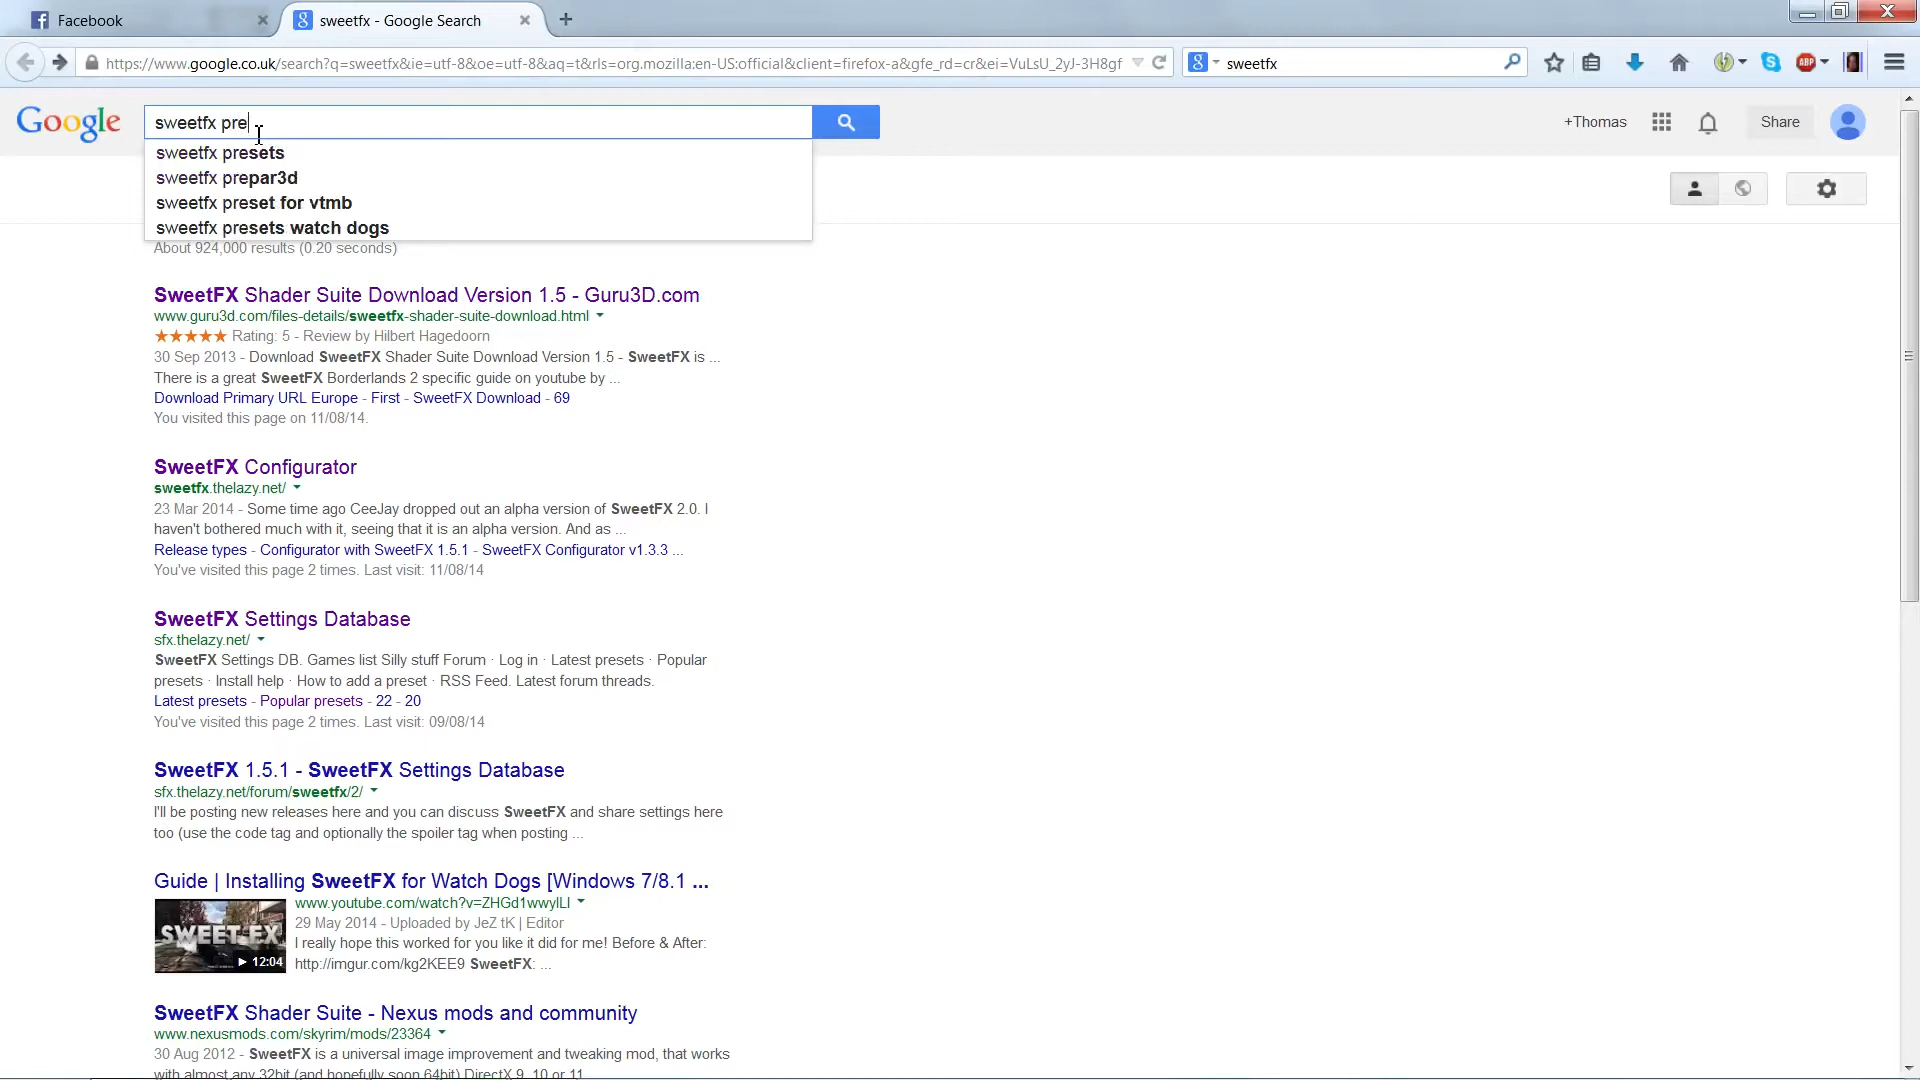 Facebook
sweetfx - Google Search
https://www.google.co.uk/search?q=sweetfx&ie=utf-8&oe=utf-8&aq=t&rls=org.mozilla:en-US:official&client=firefox-a&gfe_rd=cr&ei=VuLsU_2yJ-3H8gf
sweetfx
ABP
Google
sweetfx pre
+Thomas
Share
sweetfx presets
sweetfx prepar3d
sweetfx preset for vtmb
sweetfx presets watch dogs
About 924,000 results (0.20 seconds)
SweetFX Shader Suite Download Version 1.5 - Guru3D.com
www.guru3d.com/files-details/sweetfx-shader-suite-download.html
★★★★★ Rating: 5 - Review by Hilbert Hagedoorn
30 Sep 2013 - Download SweetFX Shader Suite Download Version 1.5 - SweetFX is ...
There is a great SweetFX Borderlands 2 specific guide on youtube by ...
Download Primary URL Europe - First - SweetFX Download - 69
You visited this page on 11/08/14.
SweetFX Configurator
sweetfx.thelazy.net/
23 Mar 2014 - Some time ago CeeJay dropped out an alpha version of SweetFX 2.0. I
haven't bothered much with it, seeing that it is an alpha version. And as ...
Release types - Configurator with SweetFX 1.5.1 - SweetFX Configurator v1.3.3 ...
You've visited this page 2 times. Last visit: 11/08/14
SweetFX Settings Database
sfx.thelazy.net/
SweetFX Settings DB. Games list Silly stuff Forum · Log in · Latest presets · Popular
presets · Install help · How to add a preset · RSS Feed. Latest forum threads.
Latest presets - Popular presets - 22 - 20
You've visited this page 2 times. Last visit: 09/08/14
SweetFX 1.5.1 - SweetFX Settings Database
sfx.thelazy.net/forum/sweetfx/2/
I'll be posting new releases here and you can discuss SweetFX and share settings here
too (use the code tag and optionally the spoiler tag when posting ...
Guide | Installing SweetFX for Watch Dogs [Windows 7/8.1 ...
www.youtube.com/watch?v=ZHGd1wwylLI
29 May 2014 - Uploaded by JeZ tK | Editor
I really hope this worked for you like it did for me! Before & After:
http://imgur.com/kg2KEE9 SweetFX: ...
SWEET FX
12:04
SweetFX Shader Suite - Nexus mods and community
www.nexusmods.com/skyrim/mods/23364
30 Aug 2012 - SweetFX is a universal image improvement and tweaking mod, that works
with almost any 32bit (and hopefully soon 64bit) DirectX 9, 10 or 11